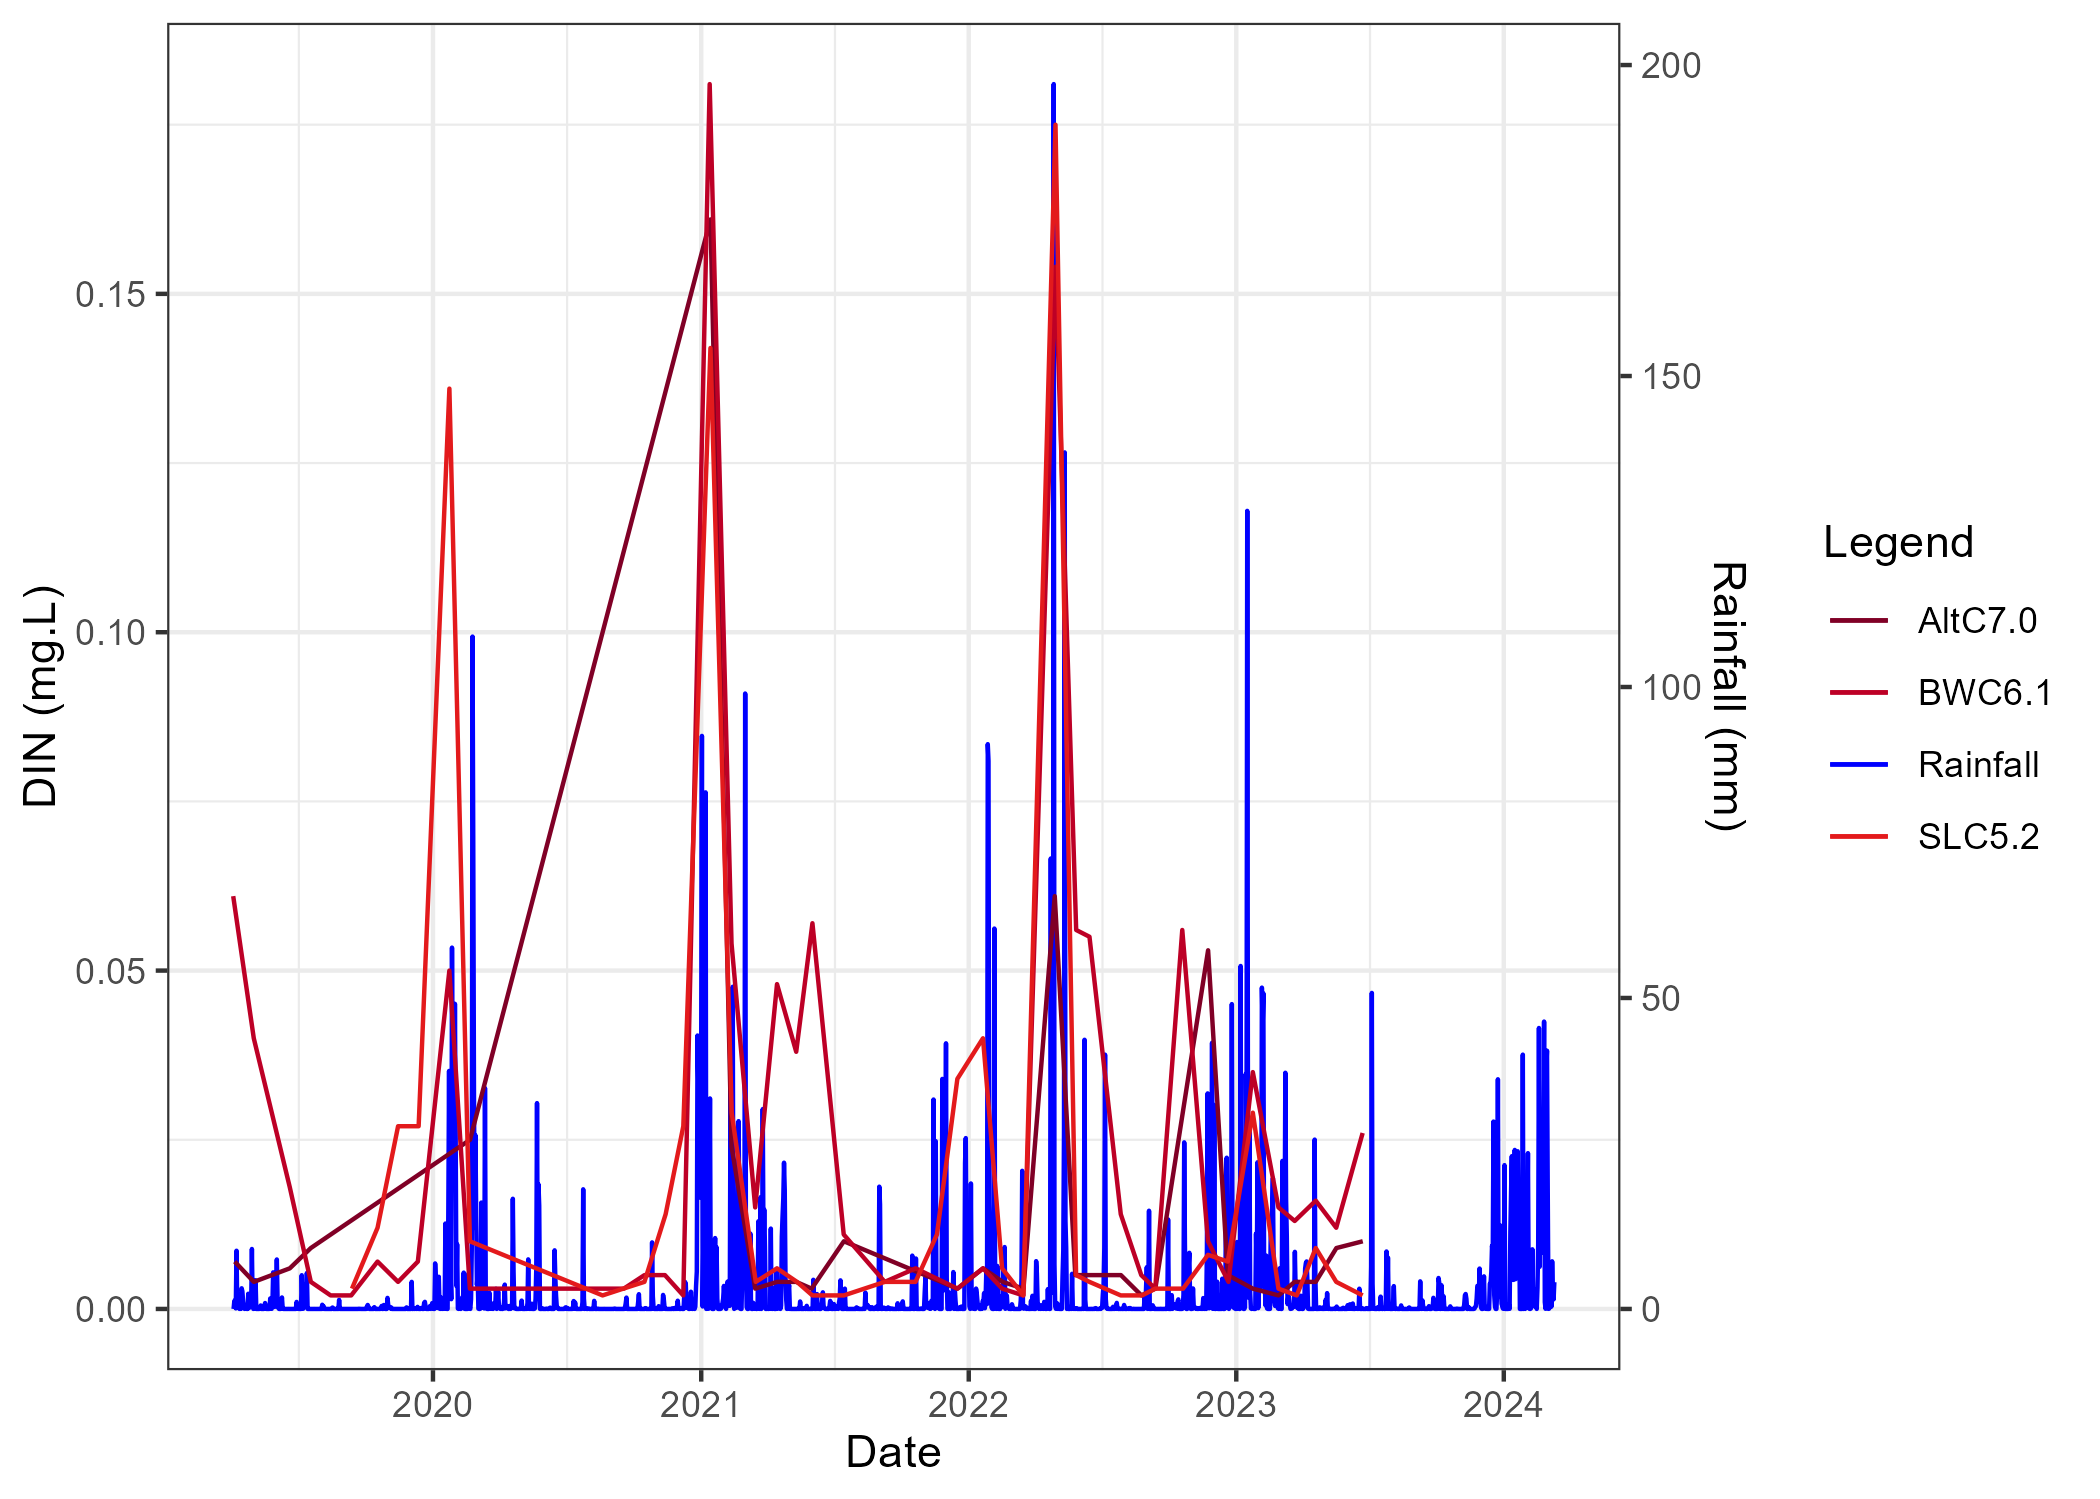 200
150
100
50
0
0.15
0.10
0.05
0.00
DIN (mg.L)
Rainfall (mm)
2020
2021
2022
2023
2024
Date
Legend
AltC7.0
BWC6.1
Rainfall
SLC5.2